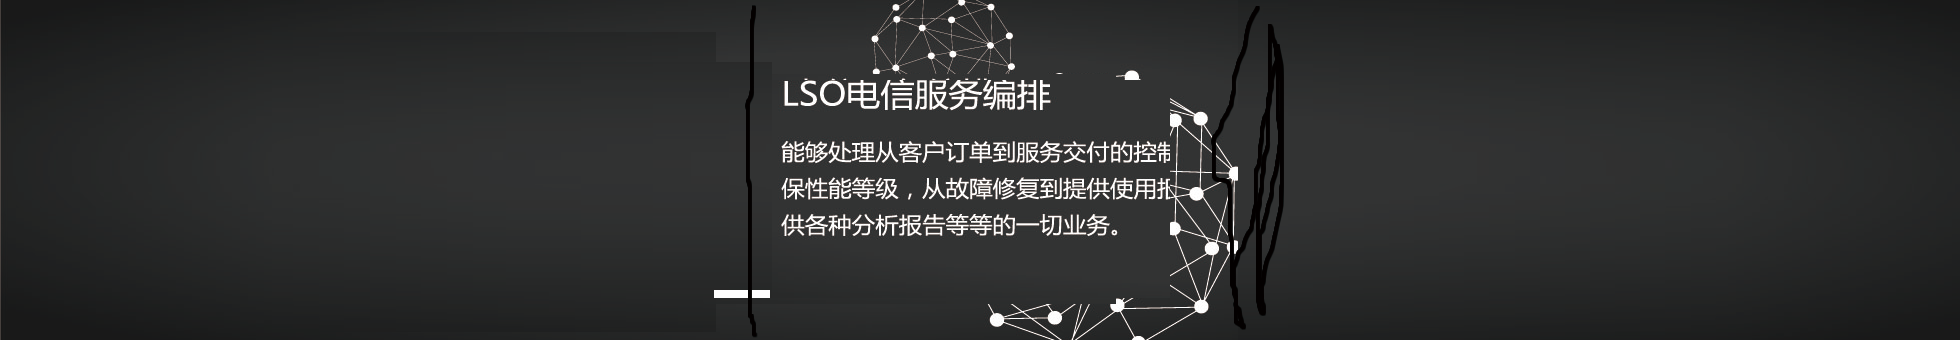 LSO电信服务编排
能够处理从客户订单到服务交付的控制
保性能等级，从故障修复到提供使用
供各种分析报告等等的一切业务。